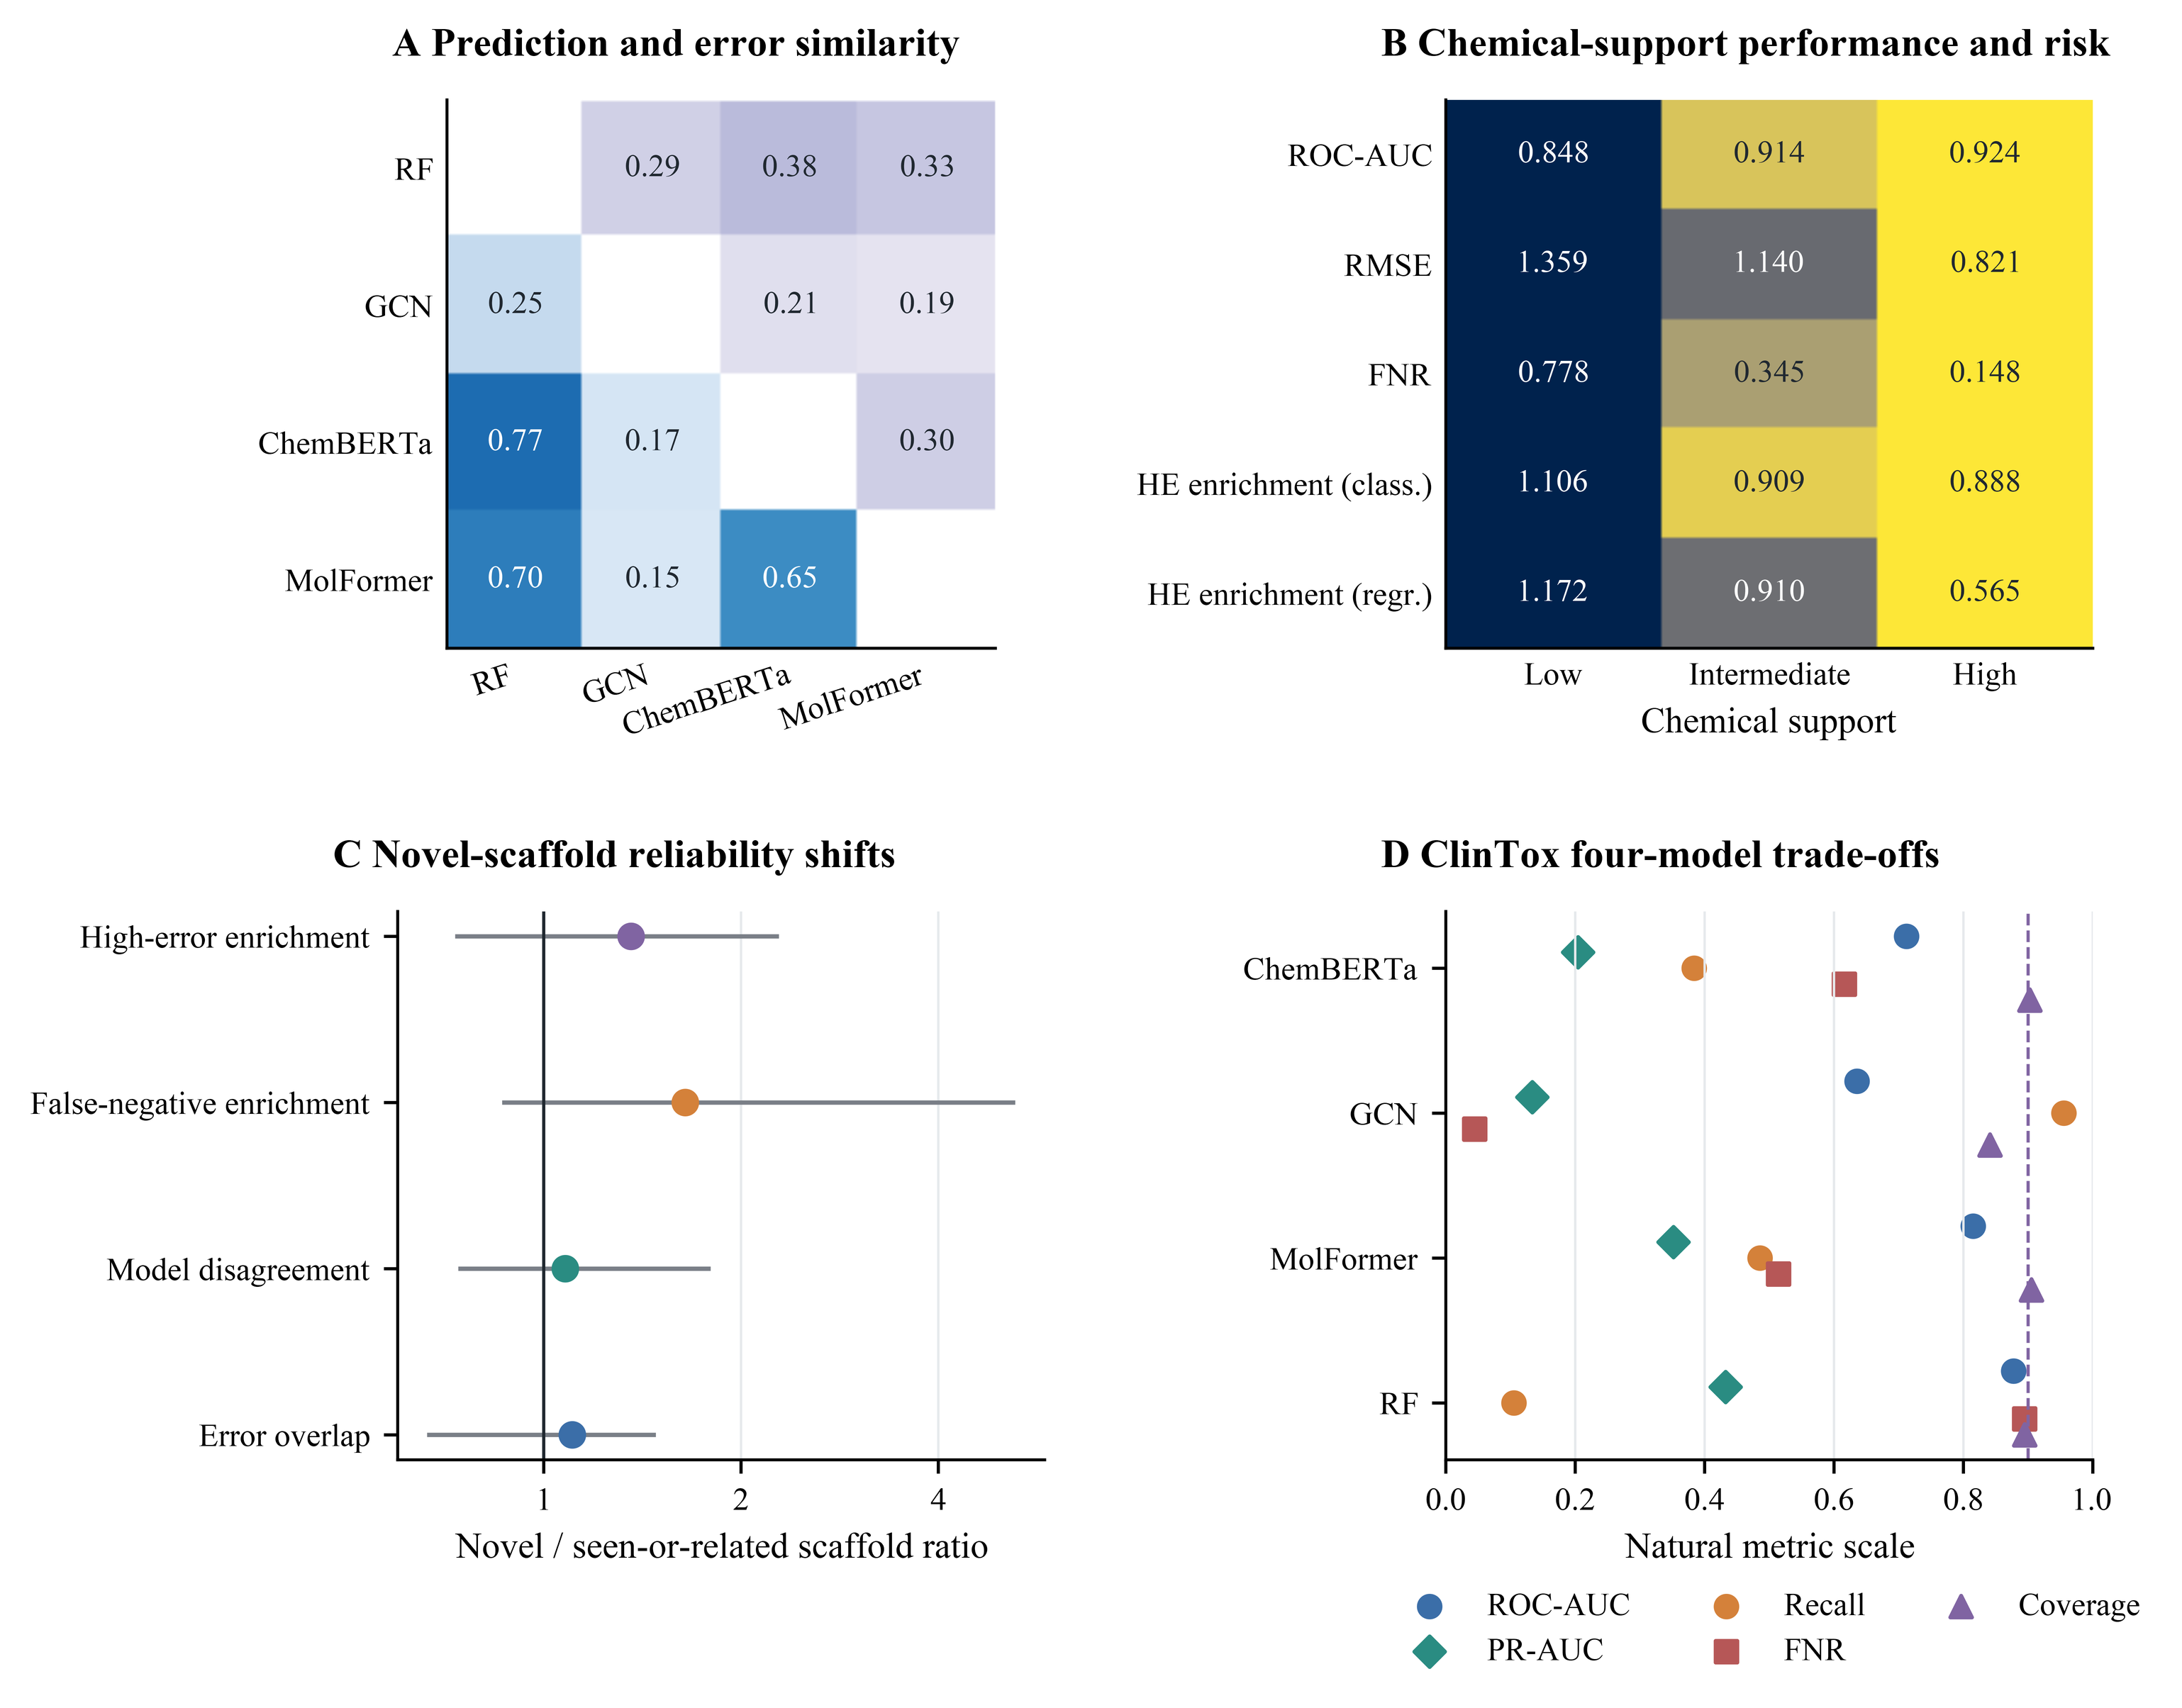 A Prediction and error similarity
RF 0.29 0.38 0.33
GCN 0.25 0.21 0.19
ChemBERTa 0.77 0.17 0.30
MolFormer 0.70 0.15 0.65
RF GCN ChemBERTa MolFormer
B Chemical-support performance and risk
ROC-AUC 0.848 0.914 0.924
RMSE 1.359 1.140 0.821
FNR 0.778 0.345 0.148
HE enrichment (class.) 1.106 0.909 0.888
HE enrichment (regr.) 1.172 0.910 0.565
Low Intermediate High
Chemical support
C Novel-scaffold reliability shifts
High-error enrichment
False-negative enrichment
Model disagreement
Error overlap
1 2 4
Novel / seen-or-related scaffold ratio
D ClinTox four-model trade-offs
ChemBERTa
GCN
MolFormer
RF
0.0 0.2 0.4 0.6 0.8 1.0
Natural metric scale
ROC-AUC Recall Coverage
PR-AUC FNR